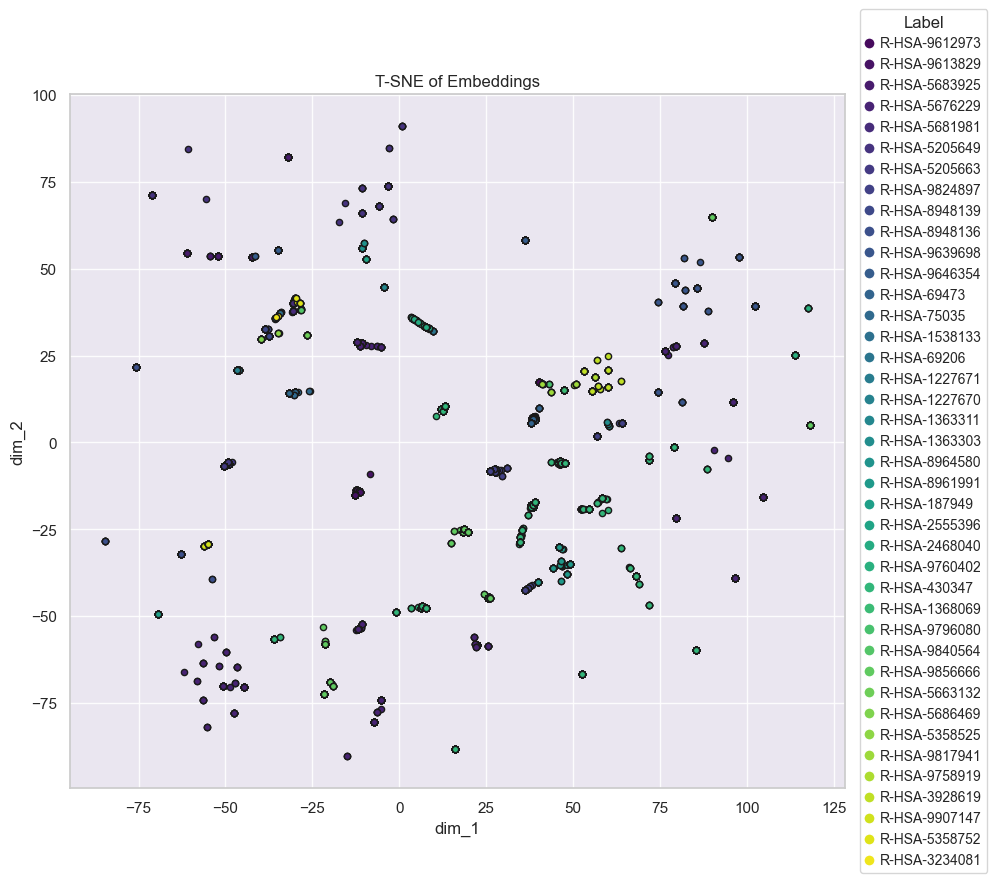 T-SNE of Embeddings
100
75
50
25
0
−25
−50
−75
dim_2
−75
−50
−25
0
25
50
75
100
125
dim_1
Label
R-HSA-9612973
R-HSA-9613829
R-HSA-5683925
R-HSA-5676229
R-HSA-5681981
R-HSA-5205649
R-HSA-5205663
R-HSA-9824897
R-HSA-8948139
R-HSA-8948136
R-HSA-9639698
R-HSA-9646354
R-HSA-69473
R-HSA-75035
R-HSA-1538133
R-HSA-69206
R-HSA-1227671
R-HSA-1227670
R-HSA-1363311
R-HSA-1363303
R-HSA-8964580
R-HSA-8961991
R-HSA-187949
R-HSA-2555396
R-HSA-2468040
R-HSA-9760402
R-HSA-430347
R-HSA-1368069
R-HSA-9796080
R-HSA-9840564
R-HSA-9856666
R-HSA-5663132
R-HSA-5686469
R-HSA-5358525
R-HSA-9817941
R-HSA-9758919
R-HSA-3928619
R-HSA-9907147
R-HSA-5358752
R-HSA-3234081